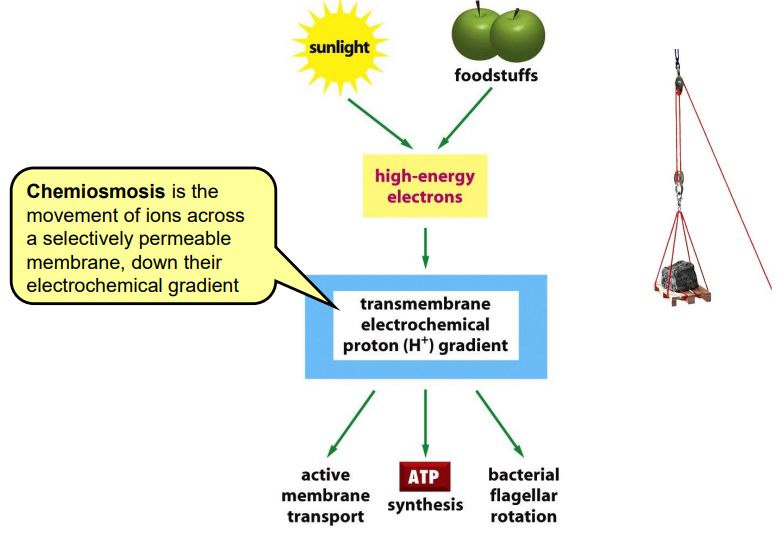 sunlight
foodstuffs
high-energy
electrons
Chemiosmosis is the
movement of ions across
a selectively permeable
membrane, down their
electrochemical gradient
transmembrane
electrochemical
proton (H⁺) gradient
active
membrane
transport
ATP
synthesis
bacterial
flagellar
rotation